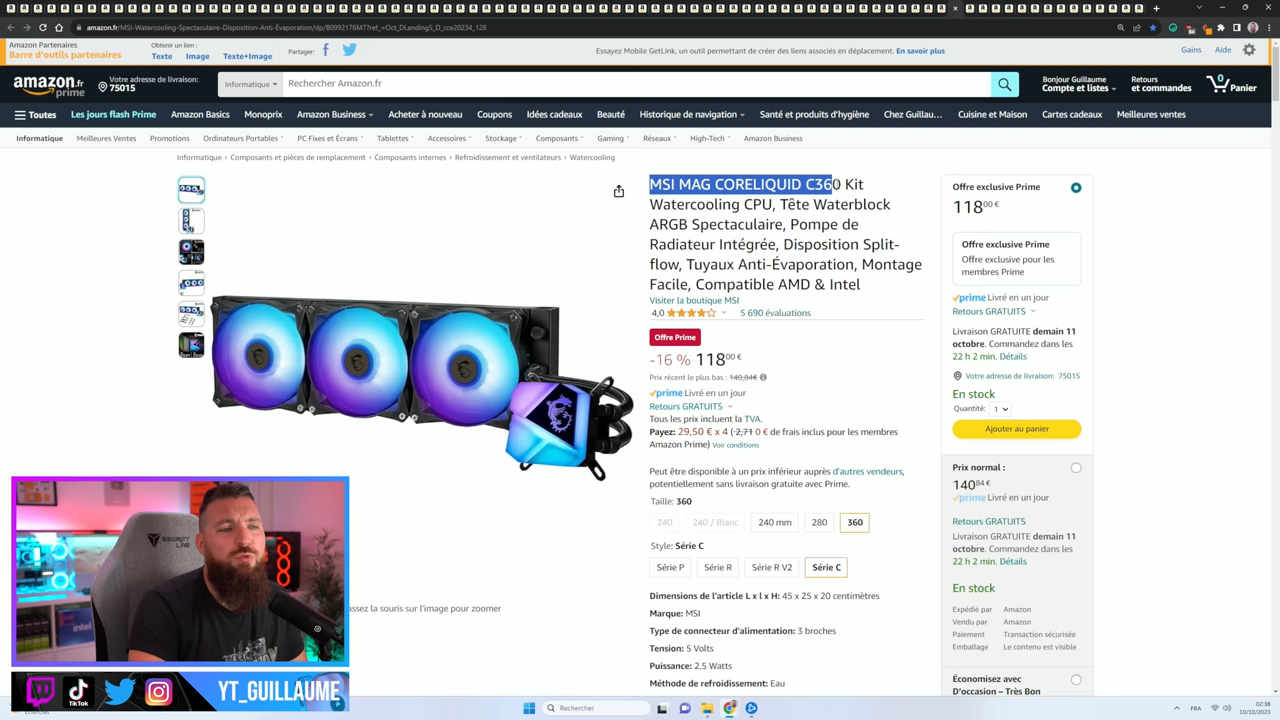 amazon.fr/MSI-Watercooling-Spectaculaire-Disposition-Anti-Évaporation/dp/B0992176M7?ref_=Oct_DLandingS_D_cce20234_128
Amazon Partenaires
Barre d'outils partenaires
Obtenir un lien :
Texte Image Texte+Image
Partager:
Essayez Mobile GetLink, un outil permettant de créer des liens associés en déplacement. En savoir plus
Gains Aide
amazon.fr
prime
Votre adresse de livraison:
75015
Informatique
Rechercher Amazon.fr
Bonjour Guillaume
Compte et listes
Retours
et commandes
0
Panier
Toutes Les jours flash Prime Amazon Basics Monoprix Amazon Business Acheter à nouveau Coupons Idées cadeaux Beauté Historique de navigation Santé et produits d'hygiène Chez Guillau... Cuisine et Maison Cartes cadeaux Meilleures ventes
Informatique Meilleures Ventes Promotions Ordinateurs Portables PC Fixes et Écrans Tablettes Accessoires Stockage Composants Gaming Réseaux High-Tech Amazon Business
Informatique › Composants et pièces de remplacement › Composants internes › Refroidissement et ventilateurs › Watercooling
MSI MAG CORELIQUID C360 Kit
Watercooling CPU, Tête Waterblock
ARGB Spectaculaire, Pompe de
Radiateur Intégrée, Disposition Split-
flow, Tuyaux Anti-Évaporation, Montage
Facile, Compatible AMD & Intel
Visiter la boutique MSI
4,0 5 690 évaluations
Offre Prime
-16 % 118 00 €
Prix récent le plus bas : 140,84€
prime Livré en un jour
Retours GRATUITS
Tous les prix incluent la TVA.
Payez: 29,50 € x 4 ( 2,71 0 € de frais inclus pour les membres
Amazon Prime) Voir conditions
Peut être disponible à un prix inférieur auprès d'autres vendeurs,
potentiellement sans livraison gratuite avec Prime.
Taille: 360
240 240 / Blanc 240 mm 280 360
Style: Série C
Série P Série R Série R V2 Série C
Dimensions de l'article L x l x H: 45 x 25 x 20 centimètres
Marque: MSI
Type de connecteur d'alimentation: 3 broches
Tension: 5 Volts
Puissance: 2.5 Watts
Méthode de refroidissement: Eau
Offre exclusive Prime
118 00 €
Offre exclusive Prime
Offre exclusive pour les
membres Prime
prime Livré en un jour
Retours GRATUITS
Livraison GRATUITE demain 11
octobre. Commandez dans les
22 h 2 min. Détails
Votre adresse de livraison: 75015
En stock
Quantité: 1
Ajouter au panier
Prix normal :
140 84 €
prime Livré en un jour
Retours GRATUITS
Livraison GRATUITE demain 11
octobre. Commandez dans les
22 h 2 min. Détails
En stock
Expédié par Amazon
Vendu par Amazon
Paiement Transaction sécurisée
Emballage Le contenu est visible
Économisez avec
D'occasion – Très Bon
ssez la souris sur l'image pour zoomer
SECRET
LAB
intel
TikTok
YT_GUILLAUME
Éclaircies
Rechercher
FRA
02:38
10/10/2023